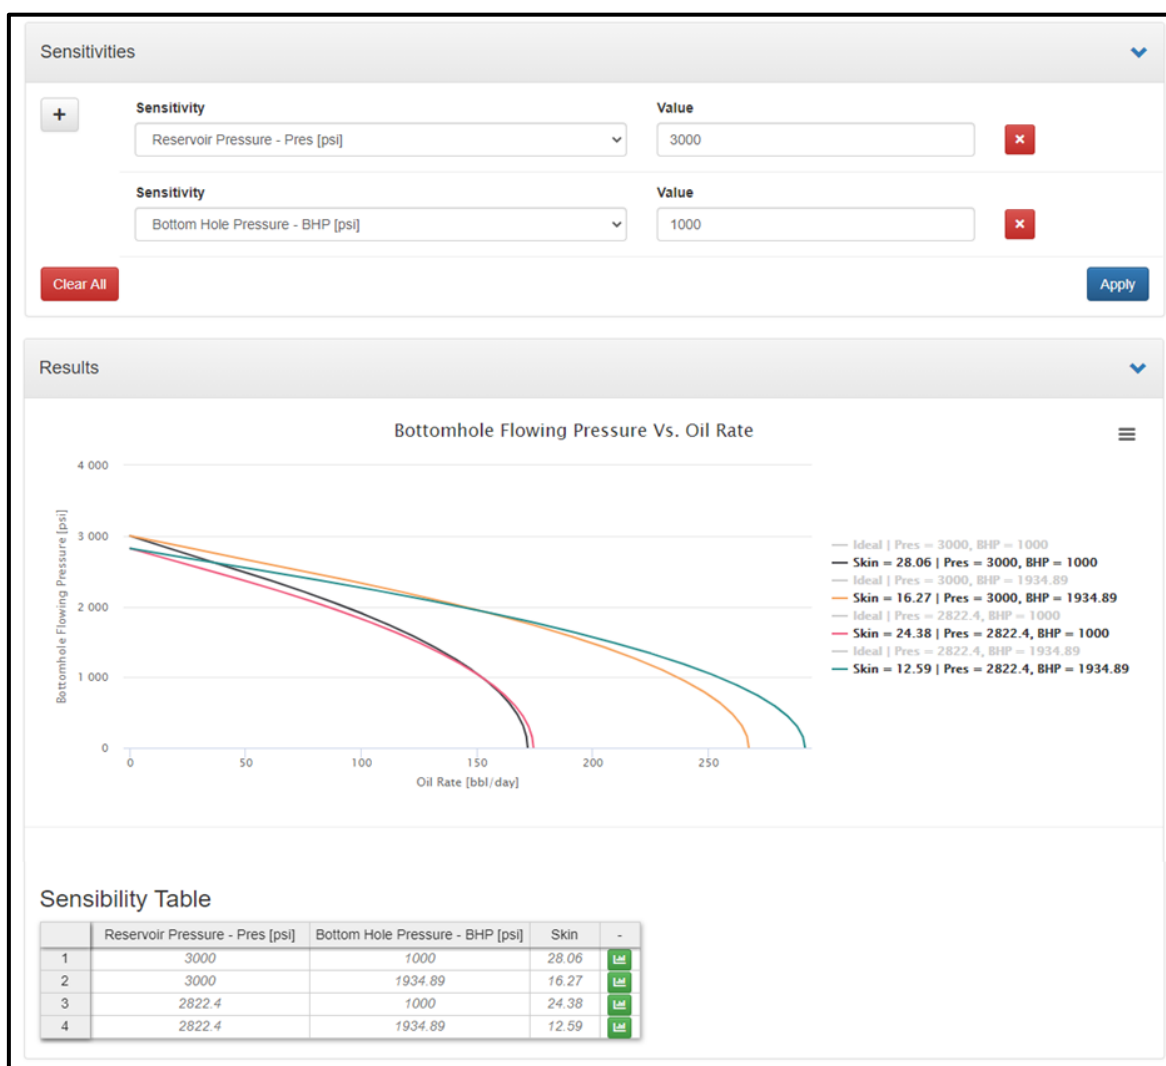 Sensitivities
+
Sensitivity Value
Reservoir Pressure - Pres [psi] 3000
Sensitivity Value
Bottom Hole Pressure - BHP [psi] 1000
Clear All Apply
Results
Bottomhole Flowing Pressure Vs. Oil Rate
Bottomhole Flowing Pressure [psi]
4 000
3 000
2 000
1 000
0
0 50 100 150 200 250
Oil Rate [bbl/day]
Ideal | Pres = 3000, BHP = 1000
Skin = 28.06 | Pres = 3000, BHP = 1000
Ideal | Pres = 3000, BHP = 1934.89
Skin = 16.27 | Pres = 3000, BHP = 1934.89
Ideal | Pres = 2822.4, BHP = 1000
Skin = 24.38 | Pres = 2822.4, BHP = 1000
Ideal | Pres = 2822.4, BHP = 1934.89
Skin = 12.59 | Pres = 2822.4, BHP = 1934.89
Sensibility Table
Reservoir Pressure - Pres [psi] Bottom Hole Pressure - BHP [psi] Skin -
1 3000 1000 28.06
2 3000 1934.89 16.27
3 2822.4 1000 24.38
4 2822.4 1934.89 12.59